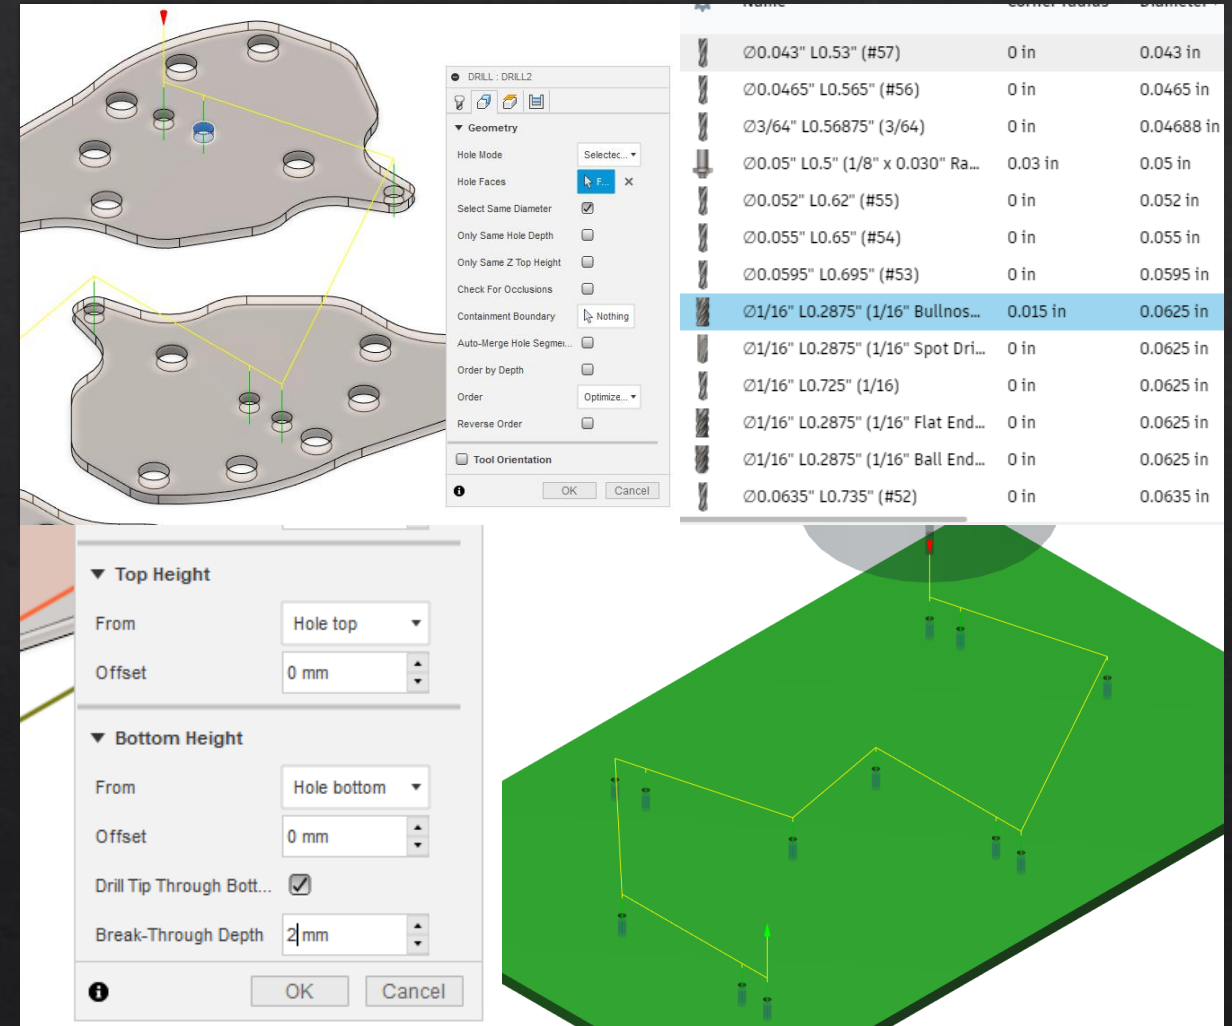 DRILL : DRILL2
Geometry
Hole Mode Selectec...
Hole Faces F...
Select Same Diameter
Only Same Hole Depth
Only Same Z Top Height
Check For Occlusions
Containment Boundary Nothing
Auto-Merge Hole Segmei...
Order by Depth
Order Optimize...
Reverse Order
Tool Orientation
OK Cancel
Name Corner radius Diameter
Ø0.043" L0.53" (#57) 0 in 0.043 in
Ø0.0465" L0.565" (#56) 0 in 0.0465 in
Ø3/64" L0.56875" (3/64) 0 in 0.04688 in
Ø0.05" L0.5" (1/8" x 0.030" Ra... 0.03 in 0.05 in
Ø0.052" L0.62" (#55) 0 in 0.052 in
Ø0.055" L0.65" (#54) 0 in 0.055 in
Ø0.0595" L0.695" (#53) 0 in 0.0595 in
Ø1/16" L0.2875" (1/16" Bullnos... 0.015 in 0.0625 in
Ø1/16" L0.2875" (1/16" Spot Dri... 0 in 0.0625 in
Ø1/16" L0.725" (1/16) 0 in 0.0625 in
Ø1/16" L0.2875" (1/16" Flat End... 0 in 0.0625 in
Ø1/16" L0.2875" (1/16" Ball End... 0 in 0.0625 in
Ø0.0635" L0.735" (#52) 0 in 0.0635 in
Top Height
From Hole top
Offset 0 mm
Bottom Height
From Hole bottom
Offset 0 mm
Drill Tip Through Bott...
Break-Through Depth 2 mm
OK Cancel